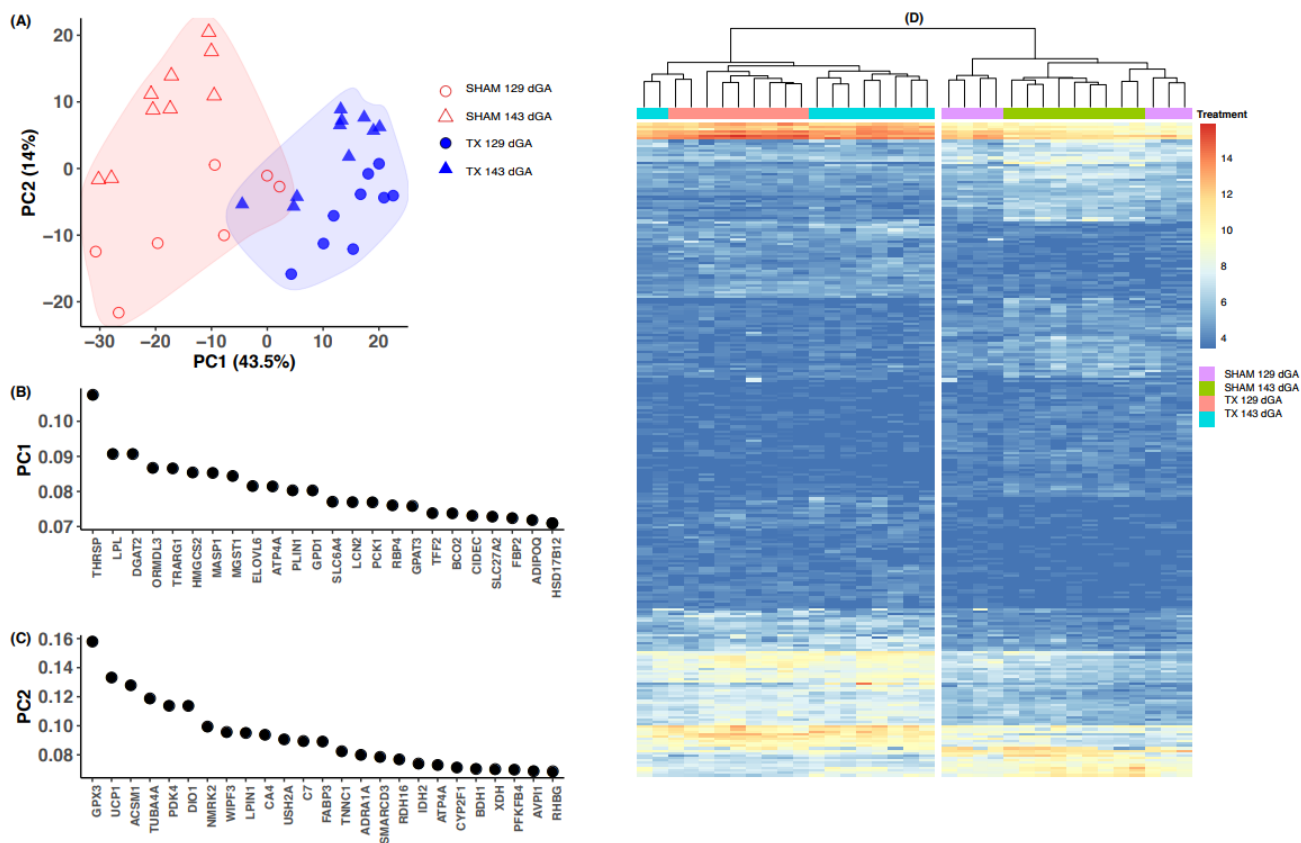 (A)
20
10
0
−10
−20
PC2 (14%)
−30 −20 −10 0 10 20
PC1 (43.5%)
SHAM 129 dGA
SHAM 143 dGA
TX 129 dGA
TX 143 dGA
(B)
0.10
0.09
0.08
0.07
PC1
THRSP
LPL
DGAT2
ORMDL3
TRARG1
HMGCS2
MASP1
MGST1
ELOVL6
ATP4A
PLIN1
GPD1
SLC6A4
LCN2
PCK1
RBP4
GPAT3
TFF2
BCO2
CIDEC
SLC27A2
FBP2
ADIPOQ
HSD17B12
(C)
0.16
0.14
0.12
0.10
0.08
PC2
GPX3
UCP1
ACSM1
TUBA4A
PDK4
DIO1
NMRK2
WIPF3
LPIN1
CA4
USH2A
C7
FABP3
TNNC1
ADRA1A
SMARCD3
RDH16
IDH2
ATP4A
CYP2F1
BDH1
XDH
PFKFB4
AVPI1
RHBG
(D)
Treatment
14
12
10
8
6
4
SHAM 129 dGA
SHAM 143 dGA
TX 129 dGA
TX 143 dGA